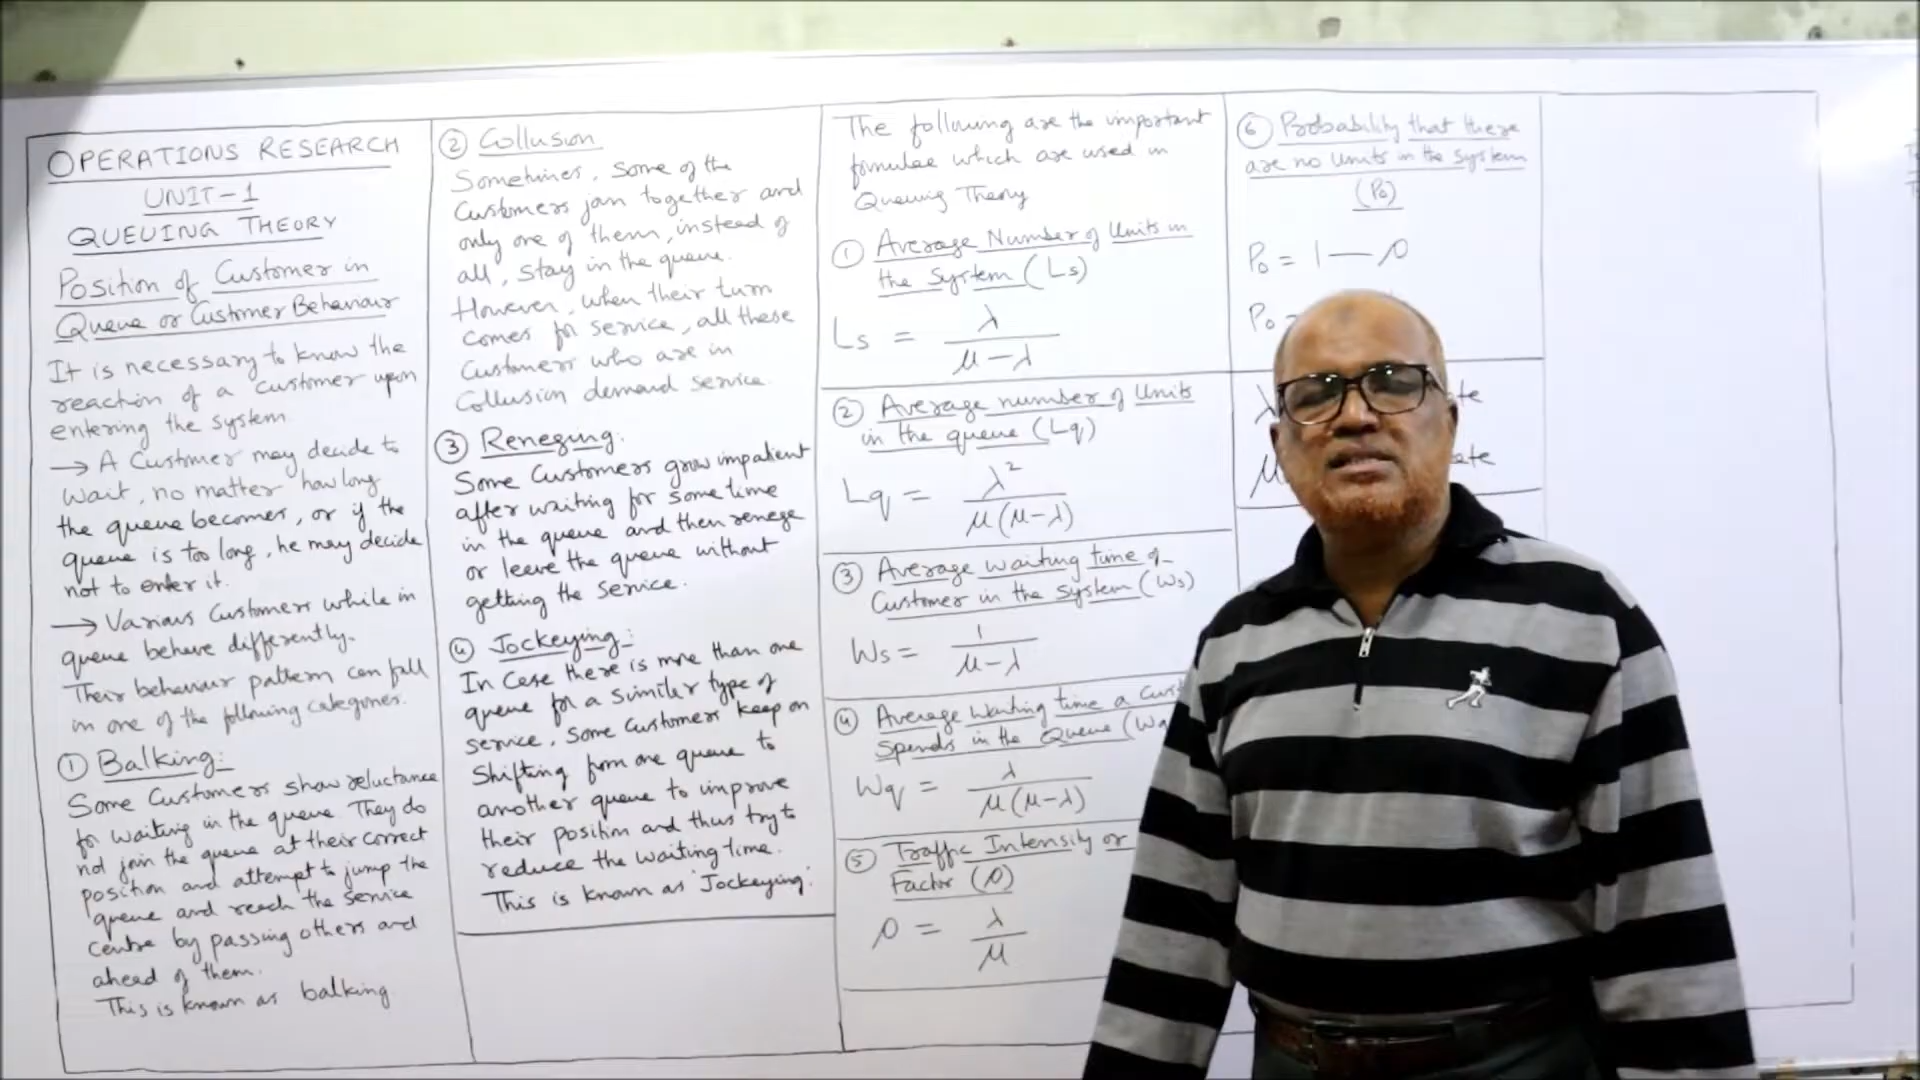 OPERATIONS RESEARCH
UNIT-1
QUEUING THEORY
Position of Customer in
Queue or Customer Behaviour
It is necessary to know the
reaction of a customer upon
entering the system.
→ A Customer may decide to
wait, no matter how long
the queue becomes, or if the
queue is too long, he may decide
not to enter it.
→ Various Customers while in
queue behave differently.
Their behaviour pattern can fall
in one of the following categories.
① Balking:
Some Customers show reluctance
for waiting in the queue. They do
not join the queue at their correct
position and attempt to jump the
queue and reach the service
centre by passing others and
ahead of them.
This is known as balking
② Collusion
Sometimes, Some of the
Customers join together and
only one of them, instead of
all, stay in the queue.
However, when their turn
comes for service, all these
Customers who are in
Collusion demand service.
③ Reneging:
Some Customers grow impatient
after waiting for some time
in the queue and then renege
or leave the queue without
getting the service.
④ Jockeying:
In case there is more than one
queue for a similar type of
service, some customers keep on
shifting from one queue to
another queue to improve
their position and thus try to
reduce the waiting time.
This is known as 'Jockeying'.
The following are the important
formulae which are used in
Queuing Theory
① Average Number of Units in
the System (Ls)
Ls = λ / μ-λ
② Average number of Units
in the queue (Lq)
Lq = λ² / μ(μ-λ)
③ Average waiting time of
Customer in the System (Ws)
Ws = 1 / μ-λ
④ Average waiting time a
Spends in the Queue
Wq = λ / μ(μ-λ)
⑤ Traffic Intensity or
Factor (ρ)
ρ = λ / μ
⑥ Probability that there
are no Units in the System
(P₀)
P₀ = 1 — ρ
P₀ =
λ
μ